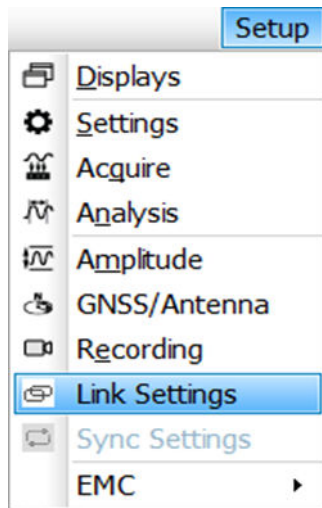 Setup
Displays
Settings
Acquire
Analysis
Amplitude
GNSS/Antenna
Recording
Link Settings
Sync Settings
EMC